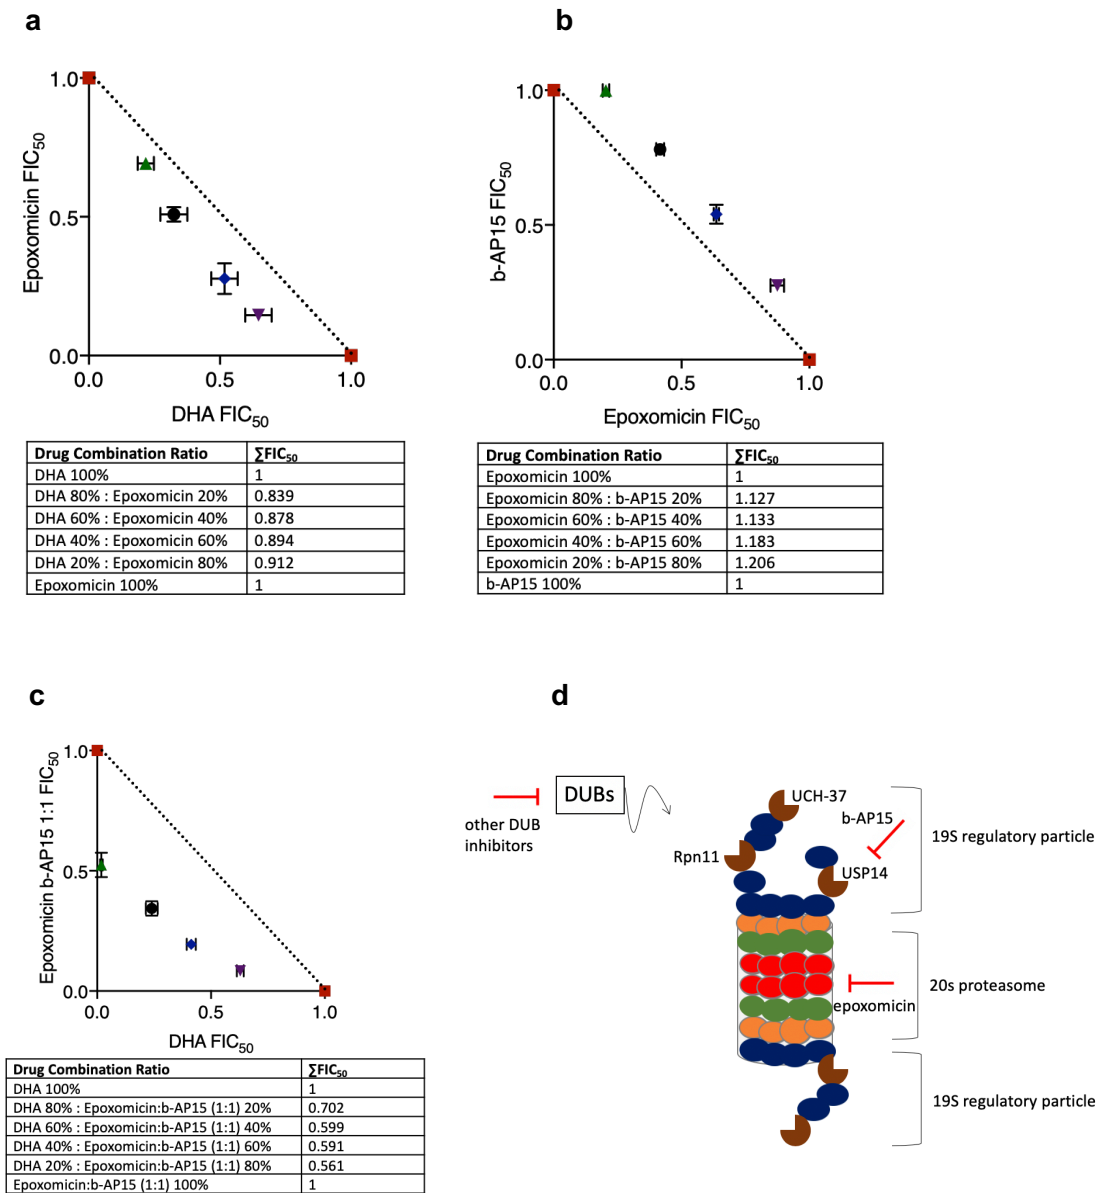 a
1.0
0.5
0.0
0.0 0.5 1.0
Epoxomicin FIC50
DHA FIC50
Drug Combination Ratio ∑FIC50
DHA 100% 1
DHA 80% : Epoxomicin 20% 0.839
DHA 60% : Epoxomicin 40% 0.878
DHA 40% : Epoxomicin 60% 0.894
DHA 20% : Epoxomicin 80% 0.912
Epoxomicin 100% 1
b
1.0
0.5
0.0
0.0 0.5 1.0
b-AP15 FIC50
Epoxomicin FIC50
Drug Combination Ratio ∑FIC50
Epoxomicin 100% 1
Epoxomicin 80% : b-AP15 20% 1.127
Epoxomicin 60% : b-AP15 40% 1.133
Epoxomicin 40% : b-AP15 60% 1.183
Epoxomicin 20% : b-AP15 80% 1.206
b-AP15 100% 1
c
1.0
0.5
0.0
0.0 0.5 1.0
Epoxomicin b-AP15 1:1 FIC50
DHA FIC50
Drug Combination Ratio ∑FIC50
DHA 100% 1
DHA 80% : Epoxomicin:b-AP15 (1:1) 20% 0.702
DHA 60% : Epoxomicin:b-AP15 (1:1) 40% 0.599
DHA 40% : Epoxomicin:b-AP15 (1:1) 60% 0.591
DHA 20% : Epoxomicin:b-AP15 (1:1) 80% 0.561
Epoxomicin:b-AP15 (1:1) 100% 1
d
DUBs
other DUB
inhibitors
UCH-37
b-AP15
Rpn11
USP14
19S regulatory particle
epoxomicin
20s proteasome
19S regulatory particle